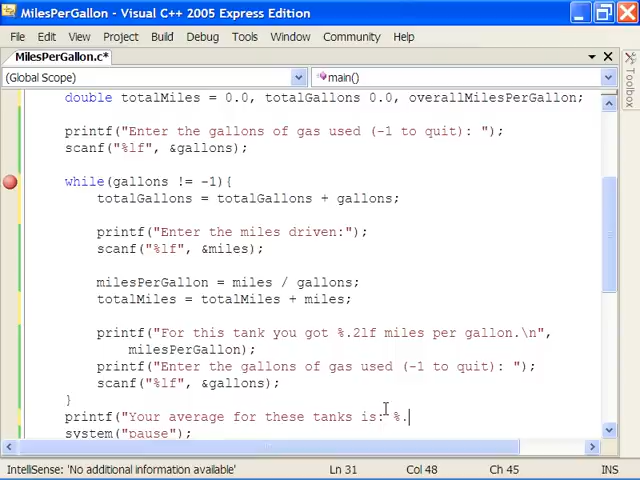 MilesPerGallon - Visual C++ 2005 Express Edition
File Edit View Project Build Debug Tools Window Community Help
MilesPerGallon.c*
(Global Scope) main()
Toolbox
double totalMiles = 0.0, totalGallons 0.0, overallMilesPerGallon;
printf("Enter the gallons of gas used (-1 to quit): ");
scanf("%lf", &gallons);
while(gallons != -1){
totalGallons = totalGallons + gallons;
printf("Enter the miles driven:");
scanf("%lf", &miles);
milesPerGallon = miles / gallons;
totalMiles = totalMiles + miles;
printf("For this tank you got %.2lf miles per gallon.\n",
milesPerGallon);
printf("Enter the gallons of gas used (-1 to quit): ");
scanf("%lf", &gallons);
}
printf("Your average for these tanks is: %.
system("pause");
IntelliSense: 'No additional information available' Ln 31 Col 48 Ch 45 INS